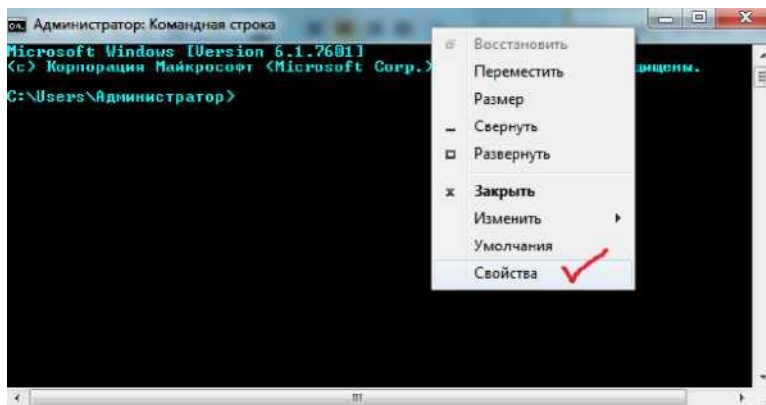 Администратор: Командная строка
Microsoft Windows [Version 6.1.7601]
(c) Корпорация Майкрософт (Microsoft Corp.) ищены.
C:\Users\Администратор>
Восстановить
Переместить
Размер
Свернуть
Развернуть
Закрыть
Изменить
Умолчания
Свойства